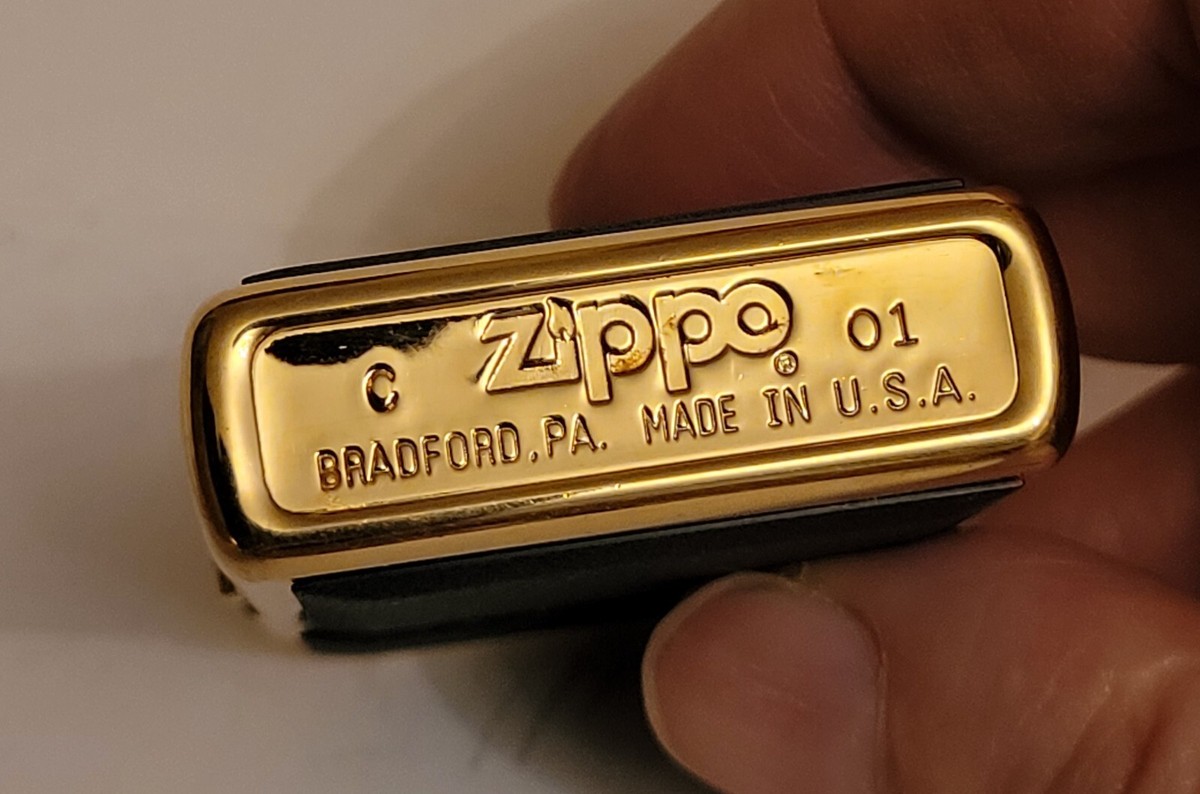 C Zippo® 01
BRADFORD, PA. MADE IN U.S.A.